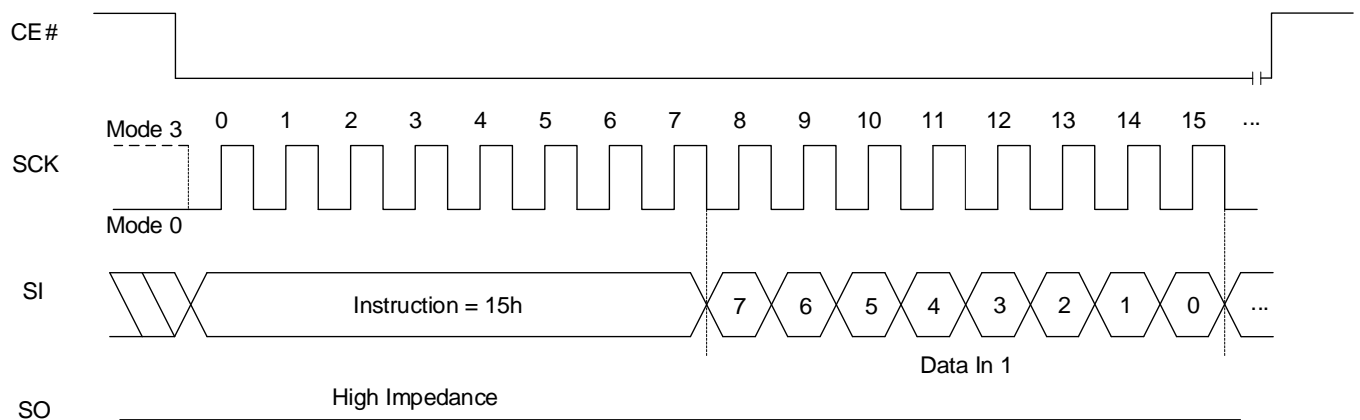 CE#
Mode 3 0 1 2 3 4 5 6 7 8 9 10 11 12 13 14 15 ...
SCK
Mode 0
SI Instruction = 15h 7 6 5 4 3 2 1 0 ...
Data In 1
High Impedance
SO